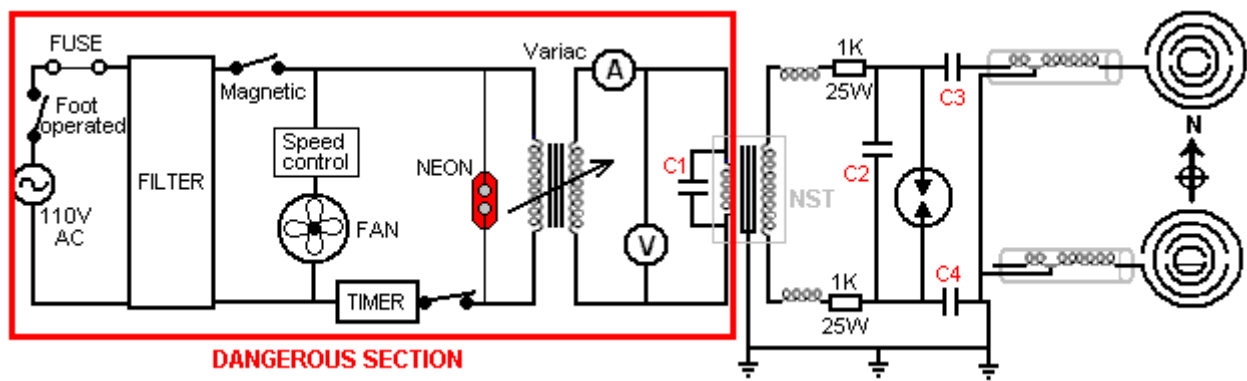 FUSE
Foot
operated
110V
AC
FILTER
Magnetic
Speed
control
FAN
TIMER
NEON
Variac
A
V
C1
NST
1K
25W
C2
C3
C4
1K
25W
N
DANGEROUS SECTION